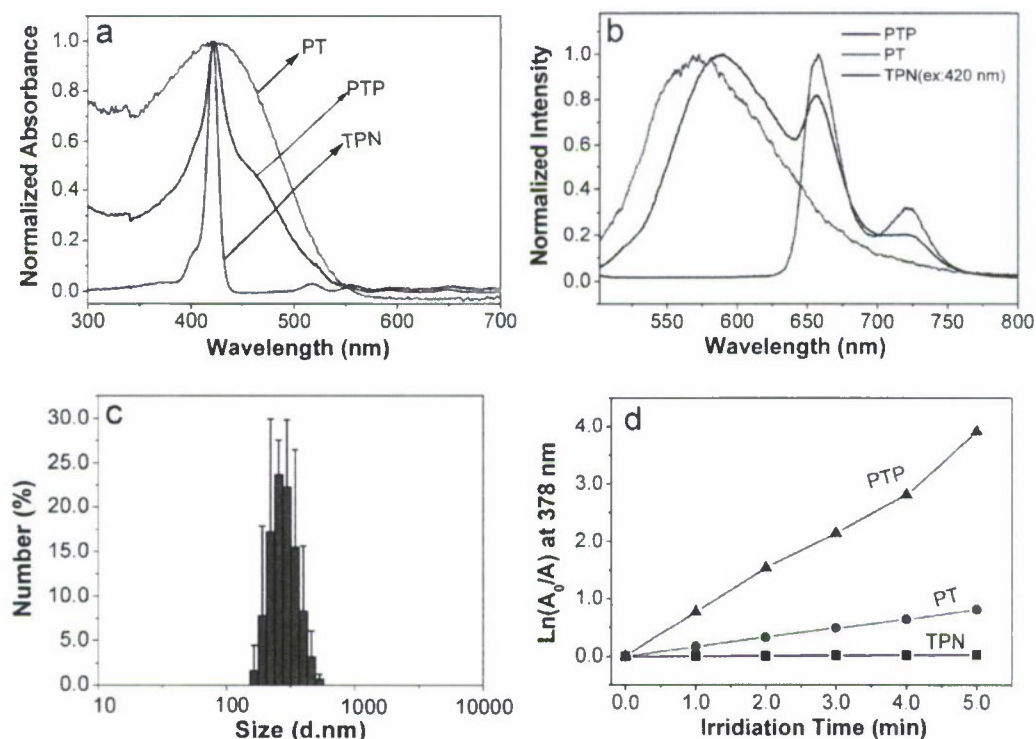 a
PT
PTP
TPN
Normalized Absorbance
1.0
0.8
0.6
0.4
0.2
0.0
300 400 500 600 700
Wavelength (nm)
b
PTP
PT
TPN(ex:420 nm)
Normalized Intensity
1.0
0.8
0.6
0.4
0.2
0.0
550 600 650 700 750 800
Wavelength (nm)
c
Number (%)
30.0
25.0
20.0
15.0
10.0
5.0
0.0
10 100 1000 10000
Size (d.nm)
d
PTP
PT
TPN
Ln(A0/A) at 378 nm
4.0
3.0
2.0
1.0
0.0
0.0 1.0 2.0 3.0 4.0 5.0
Irridiation Time (min)